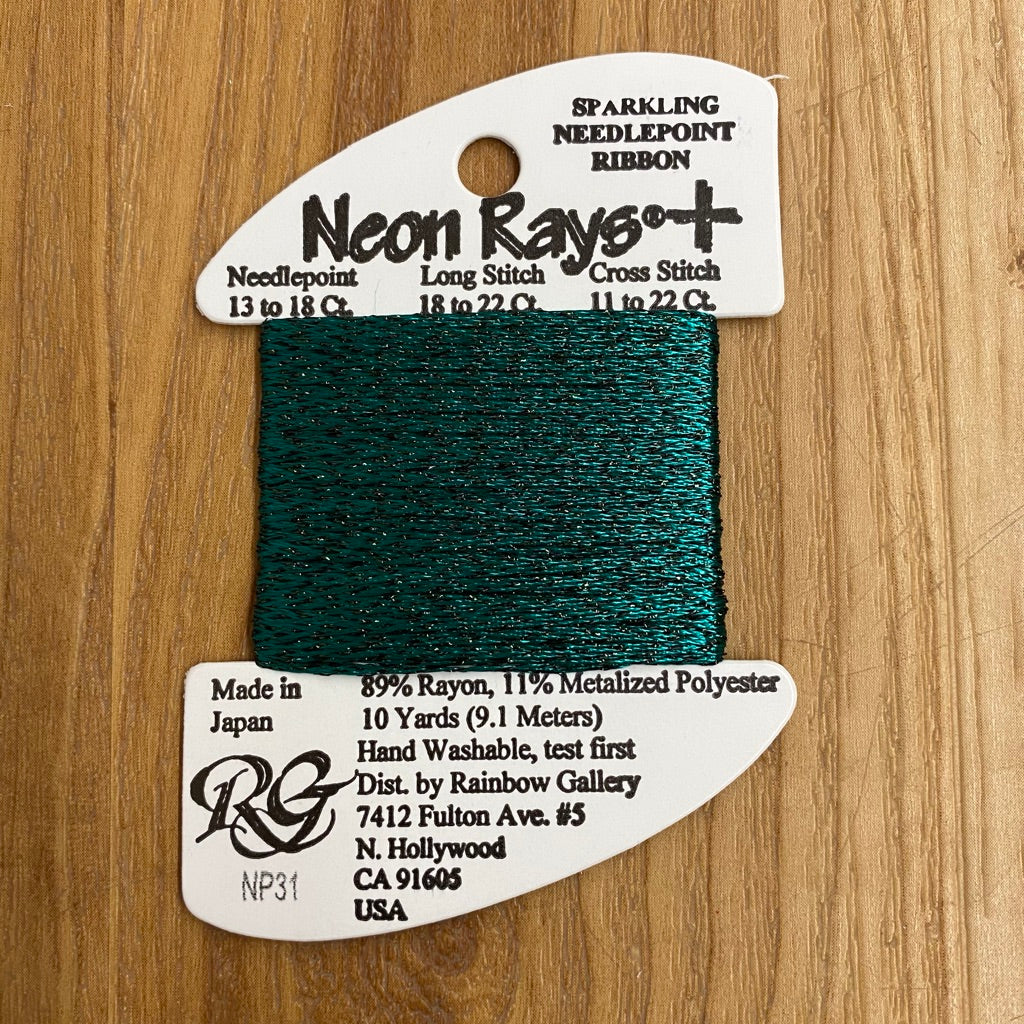 SPARKLING
NEEDLEPOINT
RIBBON
Neon Rays®+
Needlepoint Long Stitch Cross Stitch
13 to 18 Ct. 18 to 22 Ct. 11 to 22 Ct.
Made in
Japan
89% Rayon, 11% Metalized Polyester
10 Yards (9.1 Meters)
Hand Washable, test first
Dist. by Rainbow Gallery
7412 Fulton Ave. #5
N. Hollywood
CA 91605
USA
RG
NP31